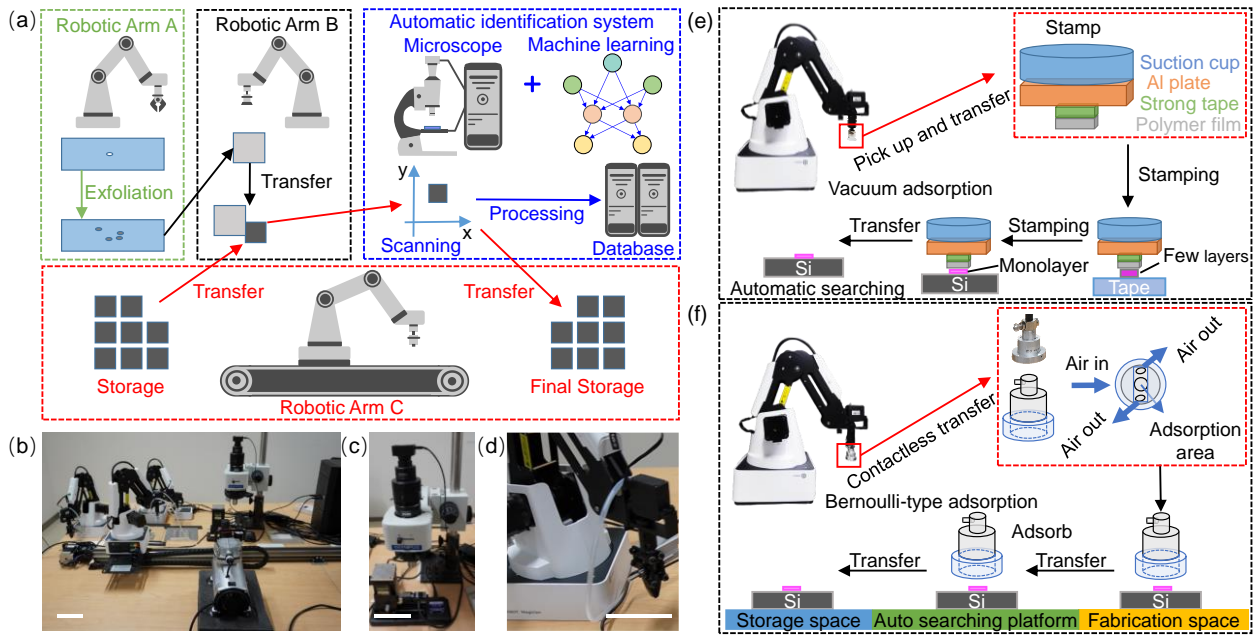 (a)
Robotic Arm A
Exfoliation
Robotic Arm B
Transfer
Automatic identification system
Microscope
Machine learning
+
y
x
Scanning
Processing
Database
Transfer
Transfer
Storage
Robotic Arm C
Final Storage
(b)
(c)
(d)
(e)
Pick up and transfer
Stamp
Suction cup
Al plate
Strong tape
Polymer film
Stamping
Vacuum adsorption
Transfer
Stamping
Si
Monolayer
Few layers
Automatic searching
Si
Tape
(f)
Contactless transfer
Air in
Air out
Air out
Adsorption
area
Bernoulli-type adsorption
Adsorb
Transfer
Transfer
Si
Si
Si
Storage space
Auto searching platform
Fabrication space